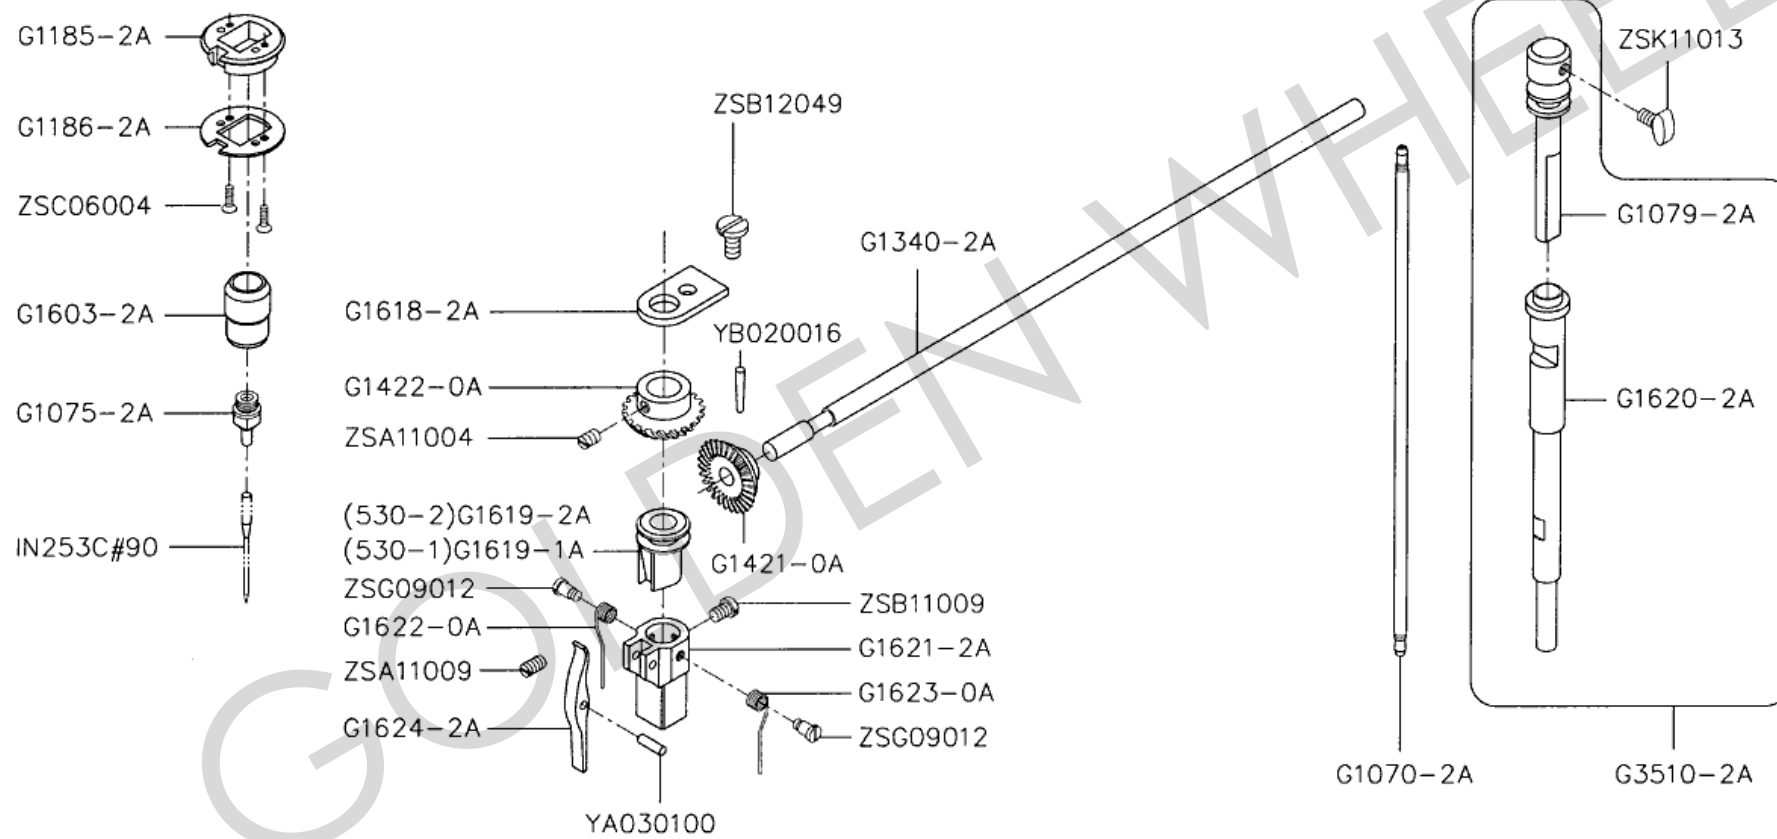 G1185-2A
G1186-2A
ZSC06004
G1603-2A
G1075-2A
IN253C#90
ZSB12049
G1618-2A
YB020016
G1422-0A
ZSA11004
G1340-2A
(530-2)G1619-2A
(530-1)G1619-1A
G1421-0A
ZSG09012
ZSB11009
G1622-0A
G1621-2A
ZSA11009
G1623-0A
G1624-2A
ZSG09012
YA030100
ZSK11013
G1079-2A
G1620-2A
G1070-2A
G3510-2A
GOLDEN WHEEL